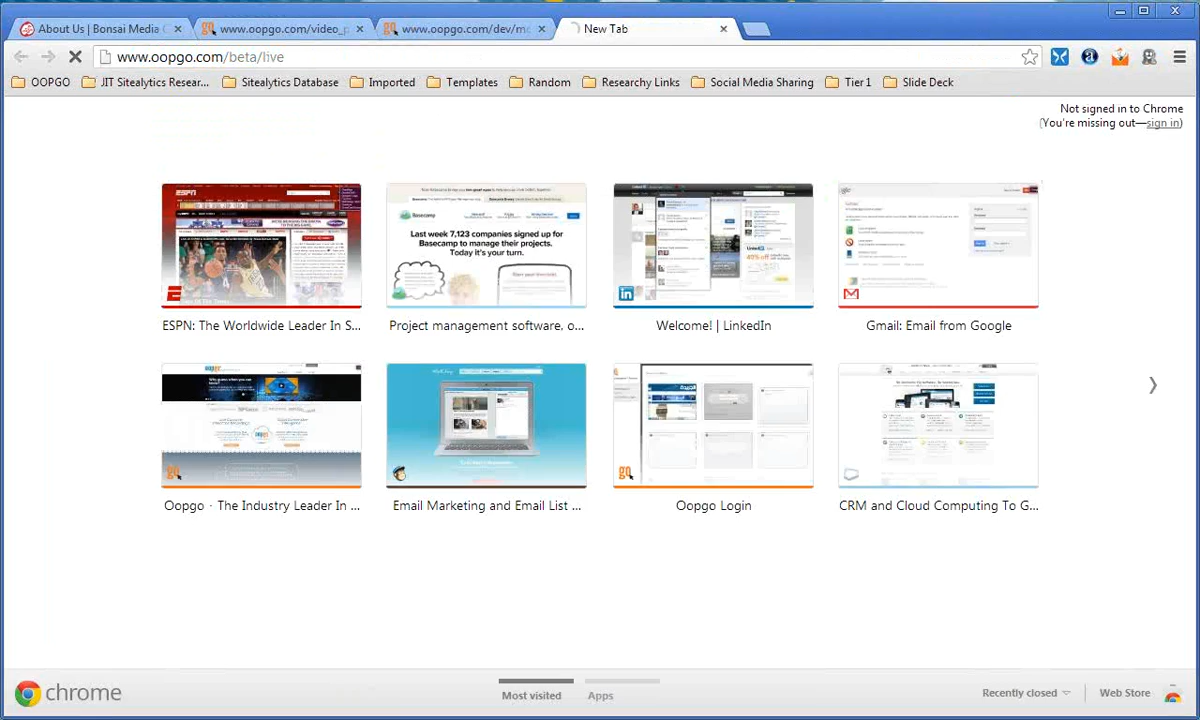 About Us | Bonsai Media
www.oopgo.com/video_p
www.oopgo.com/dev/mo
New Tab
www.oopgo.com/beta/live
OOPGO
JIT Sitealytics Resear...
Sitealytics Database
Imported
Templates
Random
Researchy Links
Social Media Sharing
Tier 1
Slide Deck
Not signed in to Chrome
(You're missing out—sign in)
ESPN
Basecamp
Last week 7,123 companies signed up for
Basecamp to manage their projects.
Today it's your turn.
ESPN: The Worldwide Leader In S...
Project management software, o...
Welcome! | LinkedIn
Gmail: Email from Google
Oopgo · The Industry Leader In ...
Email Marketing and Email List ...
Oopgo Login
CRM and Cloud Computing To G...
chrome
Most visited
Apps
Recently closed
Web Store